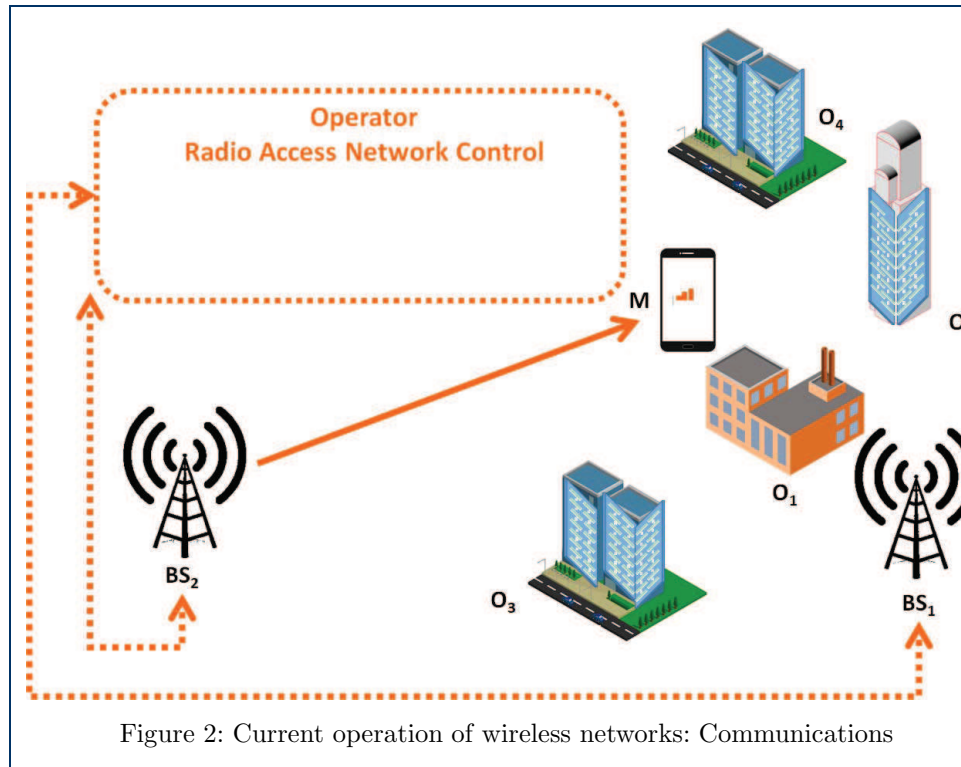 Operator
Radio Access Network Control
O4
M
O
O1
BS2
O3
BS1
Figure 2: Current operation of wireless networks: Communications